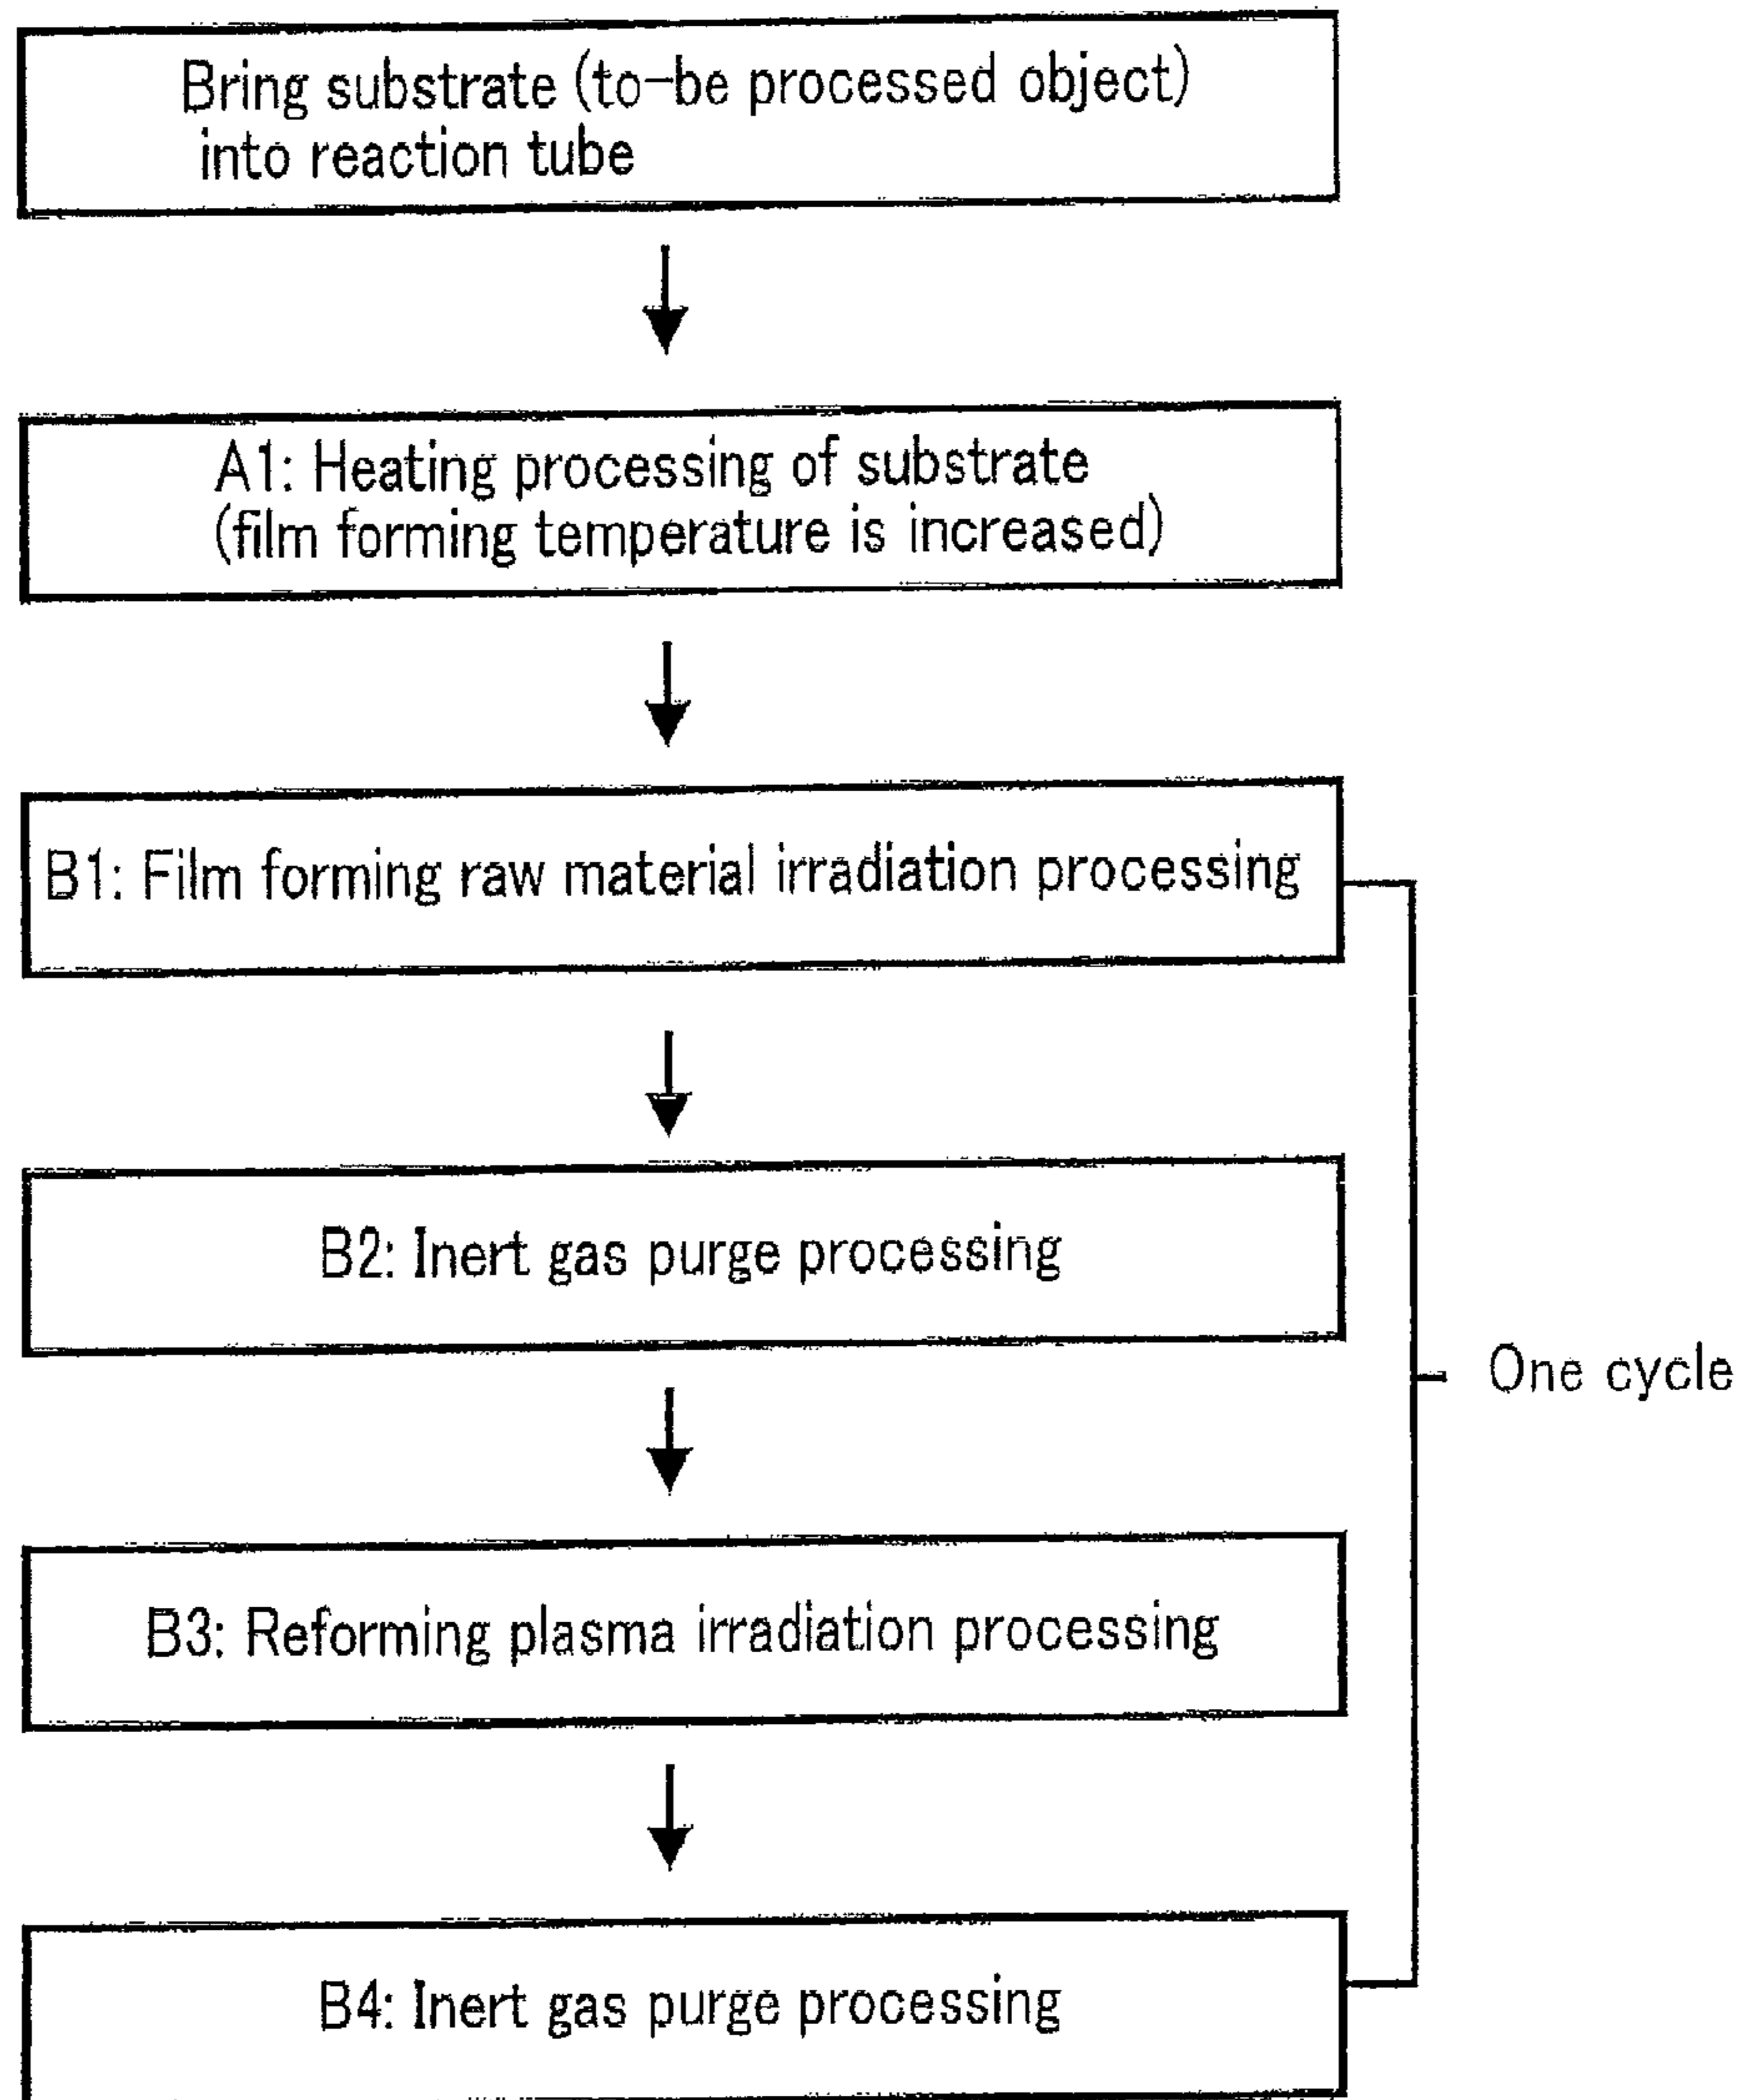 Bring substrate (to-be processed object)
into reaction tube
A1: Heating processing of substrate
(film forming temperature is increased)
B1: Film forming raw material irradiation processing
B2: Inert gas purge processing
One cycle
B3: Reforming plasma irradiation processing
B4: Inert gas purge processing